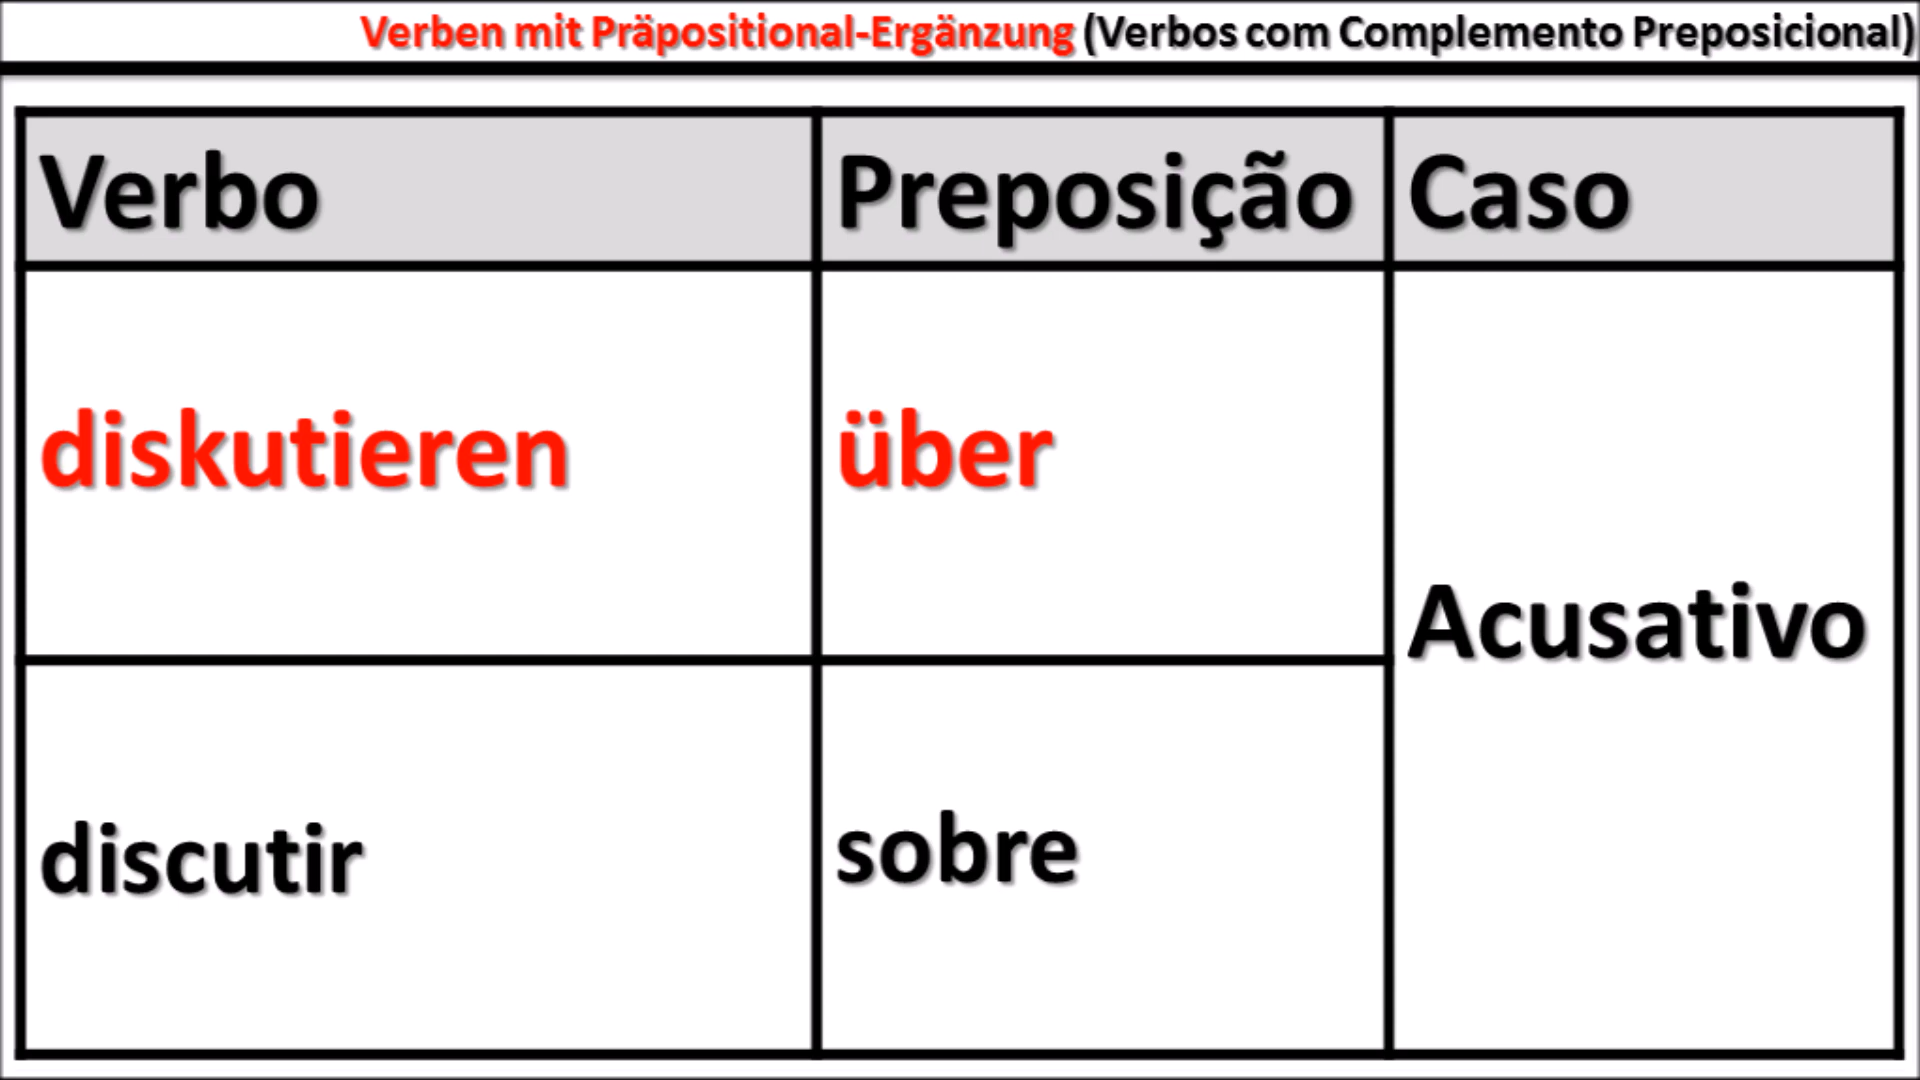 Verben mit Präpositional-Ergänzung (Verbos com Complemento Preposicional)
Verbo Preposição Caso
diskutieren über
Acusativo
discutir sobre